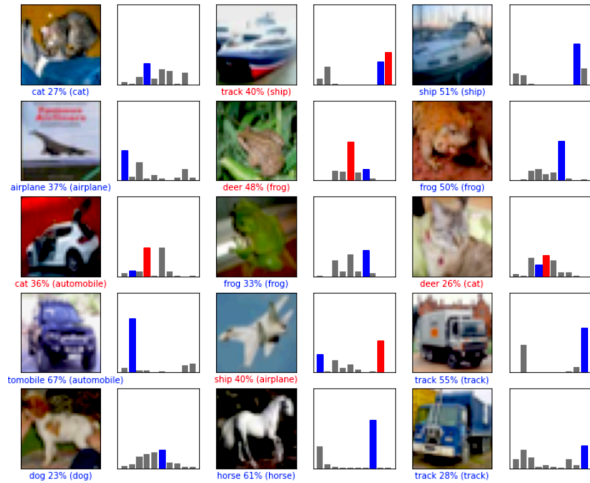 cat 27% (cat)
track 40% (ship)
ship 51% (ship)
airplane 37% (airplane)
deer 48% (frog)
frog 50% (frog)
cat 36% (automobile)
frog 33% (frog)
deer 26% (cat)
tomobile 67% (automobile)
ship 40% (airplane)
track 55% (track)
dog 23% (dog)
horse 61% (horse)
track 28% (track)